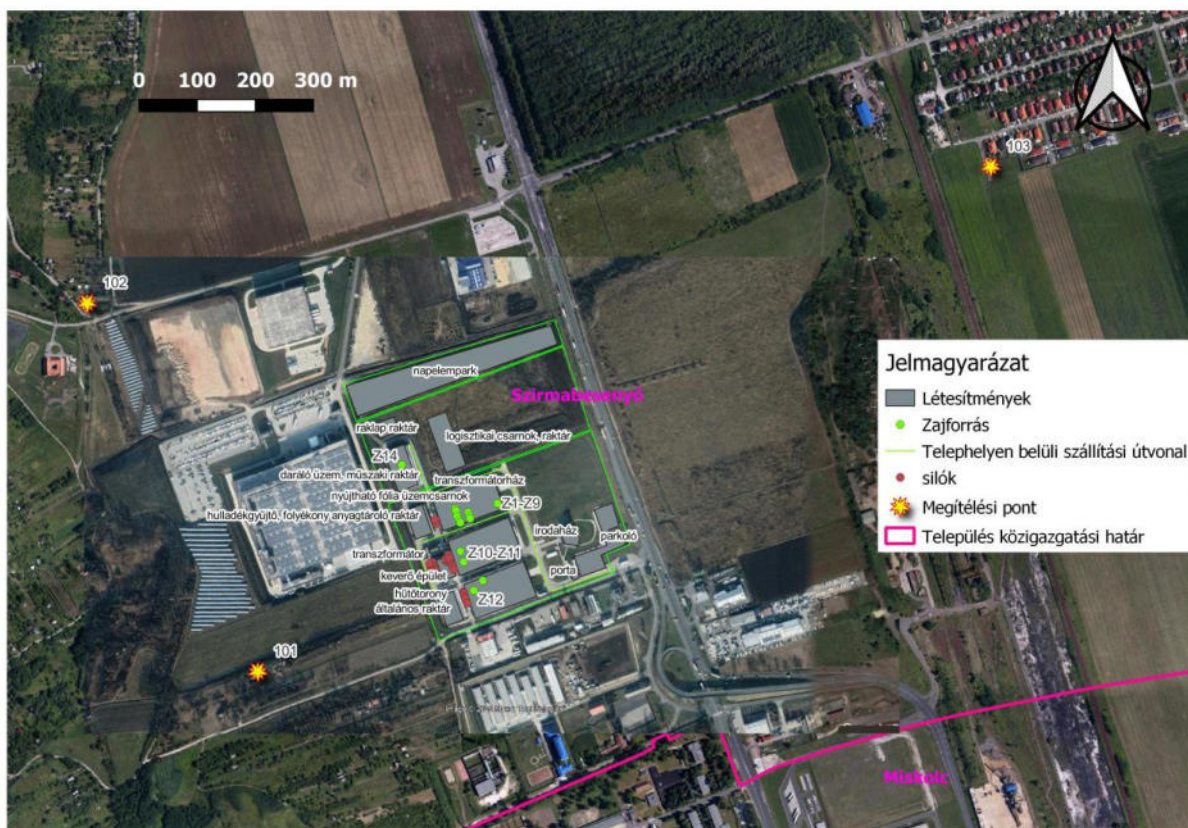 0 100 200 300 m
103
102
Jelmagyarázat
Létesítmények
Zajforrás
Telephelyen belüli szállítási útvonal
silók
Megítélési pont
Település közigazgatási határ
napelempark
Szirmabesenyő
raklap raktár
logisztikai csarnok, raktár
Z14
daráló üzem, műszaki raktár
transzformátorház
nyújtható fólia üzemcsarnok
Z1-Z9
hulladékgyűjtő, folyékony anyagtároló raktár
irodaház
parkoló
transzformátor
Z10-Z11
keverő épület
porta
hűtőtorony
Z12
általános raktár
101
Miskolc